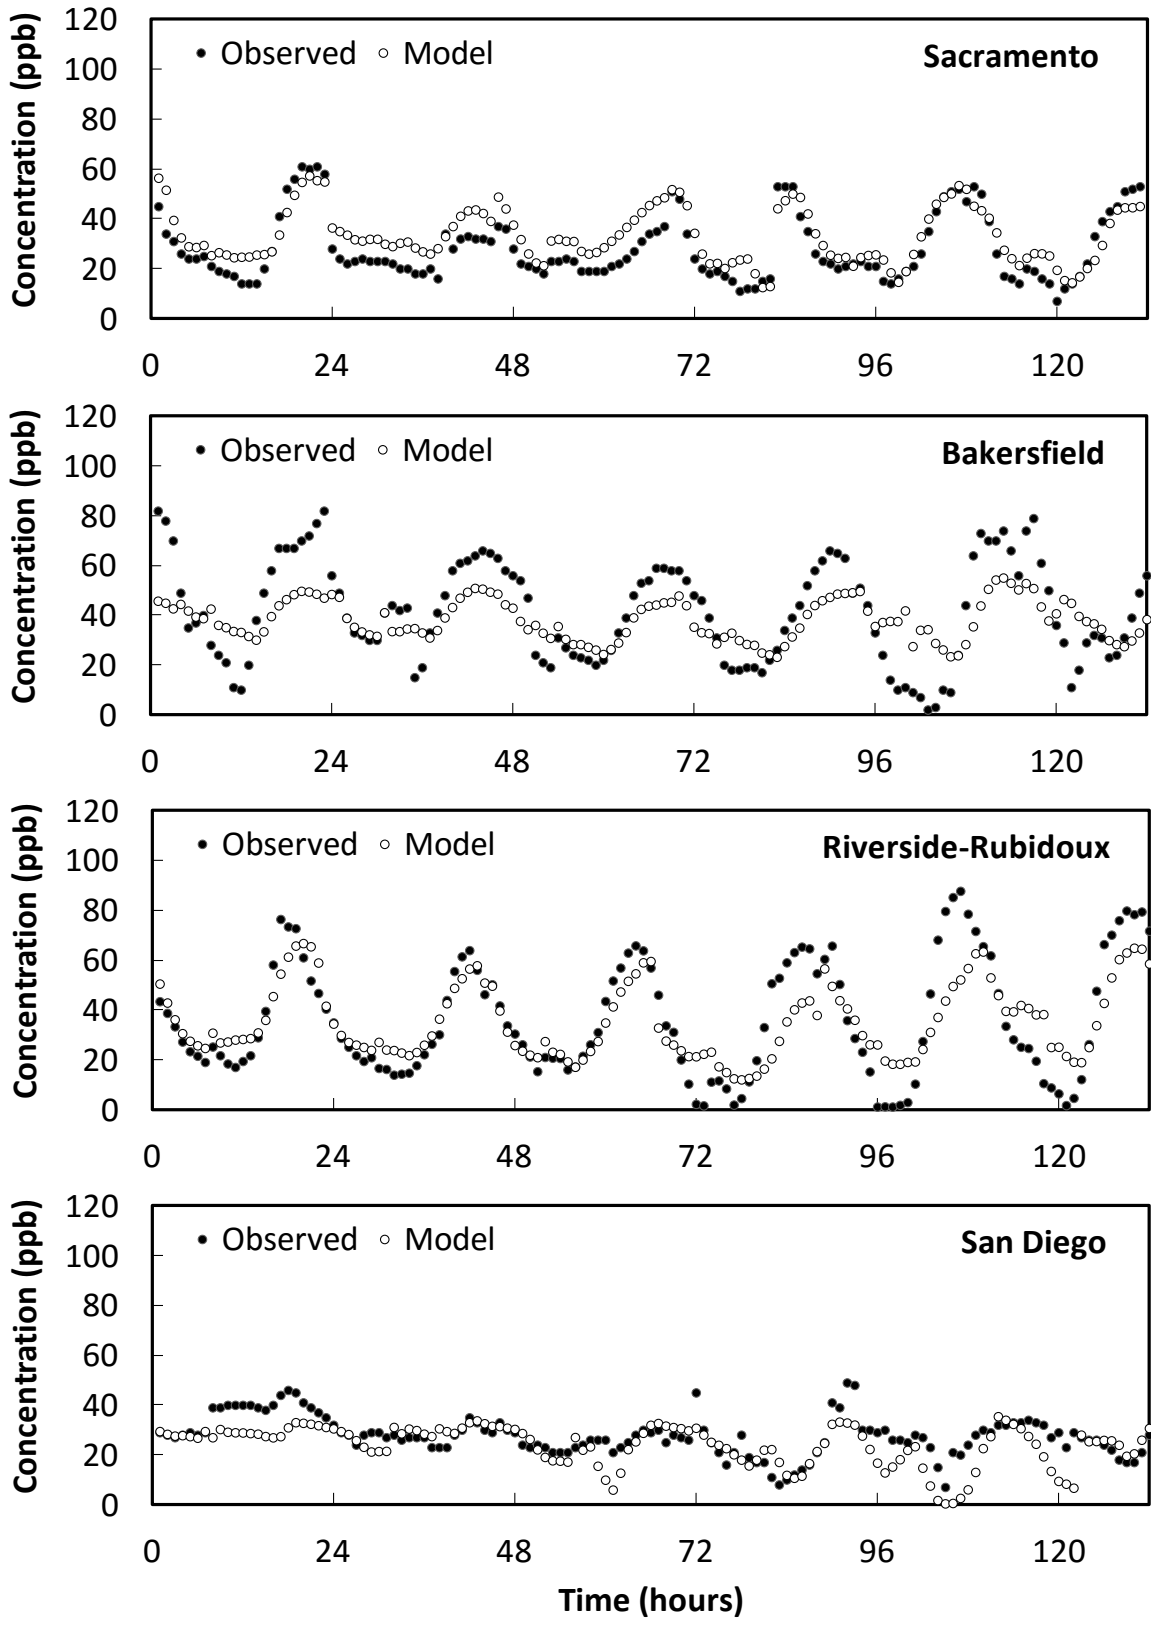 Concentration (ppb)
120
100
80
60
40
20
0
Observed Model
Sacramento
0 24 48 72 96 120
Concentration (ppb)
120
100
80
60
40
20
0
Observed Model
Bakersfield
0 24 48 72 96 120
Concentration (ppb)
120
100
80
60
40
20
0
Observed Model
Riverside-Rubidoux
0 24 48 72 96 120
Concentration (ppb)
120
100
80
60
40
20
0
Observed Model
San Diego
0 24 48 72 96 120
Time (hours)